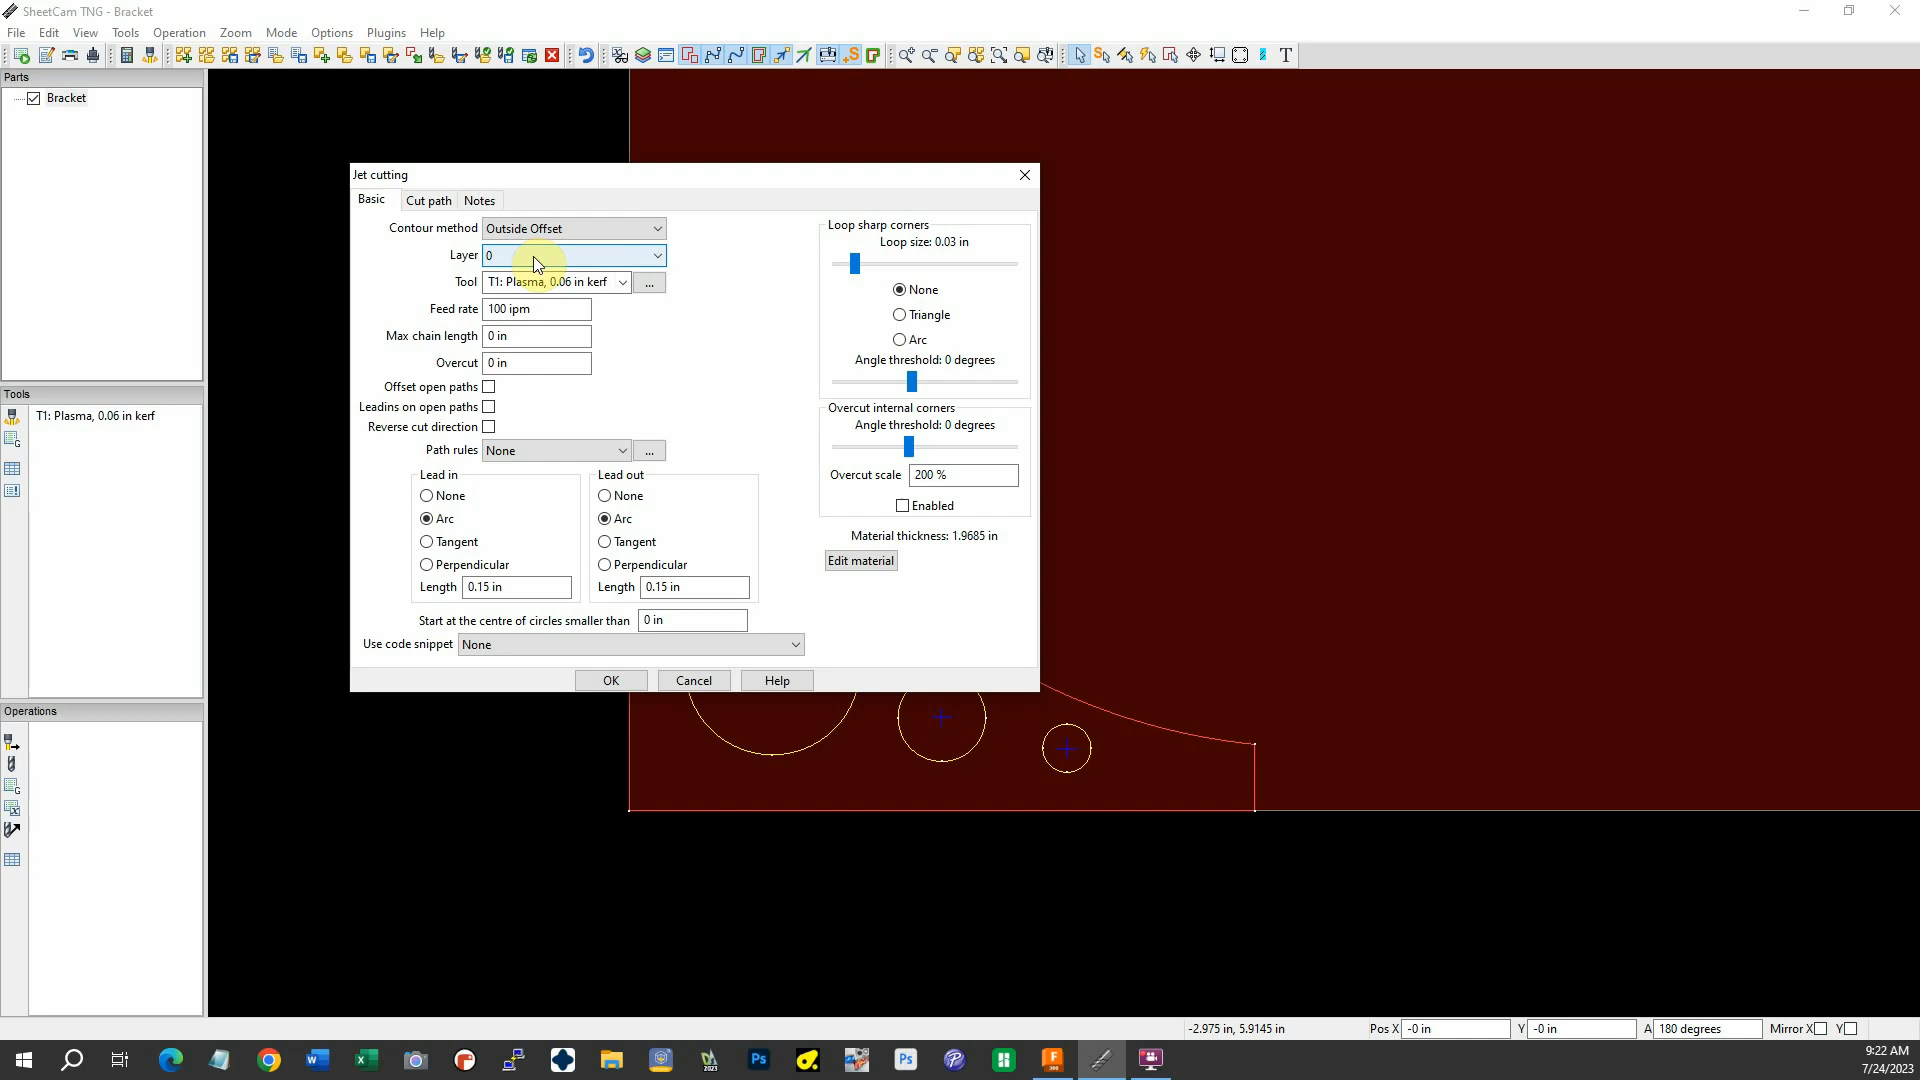 SheetCam TNG - Bracket
File Edit View Tools Operation Zoom Mode Options Plugins Help
Parts
Bracket
Tools
T1: Plasma, 0.06 in kerf
Operations
Jet cutting
Basic Cut path Notes
Contour method Outside Offset
Layer 0
Tool T1: Plasma, 0.06 in kerf ...
Feed rate 100 ipm
Max chain length 0 in
Overcut 0 in
Offset open paths
Leadins on open paths
Reverse cut direction
Path rules None ...
Lead in
None
Arc
Tangent
Perpendicular
Length 0.15 in
Lead out
None
Arc
Tangent
Perpendicular
Length 0.15 in
Start at the centre of circles smaller than 0 in
Use code snippet None
Loop sharp corners
Loop size: 0.03 in
None
Triangle
Arc
Angle threshold: 0 degrees
Overcut internal corners
Angle threshold: 0 degrees
Overcut scale 200 %
Enabled
Material thickness: 1.9685 in
Edit material
OK Cancel Help
-2.975 in, 5.9145 in Pos X -0 in Y -0 in A 180 degrees Mirror X Y
9:22 AM
7/24/2023